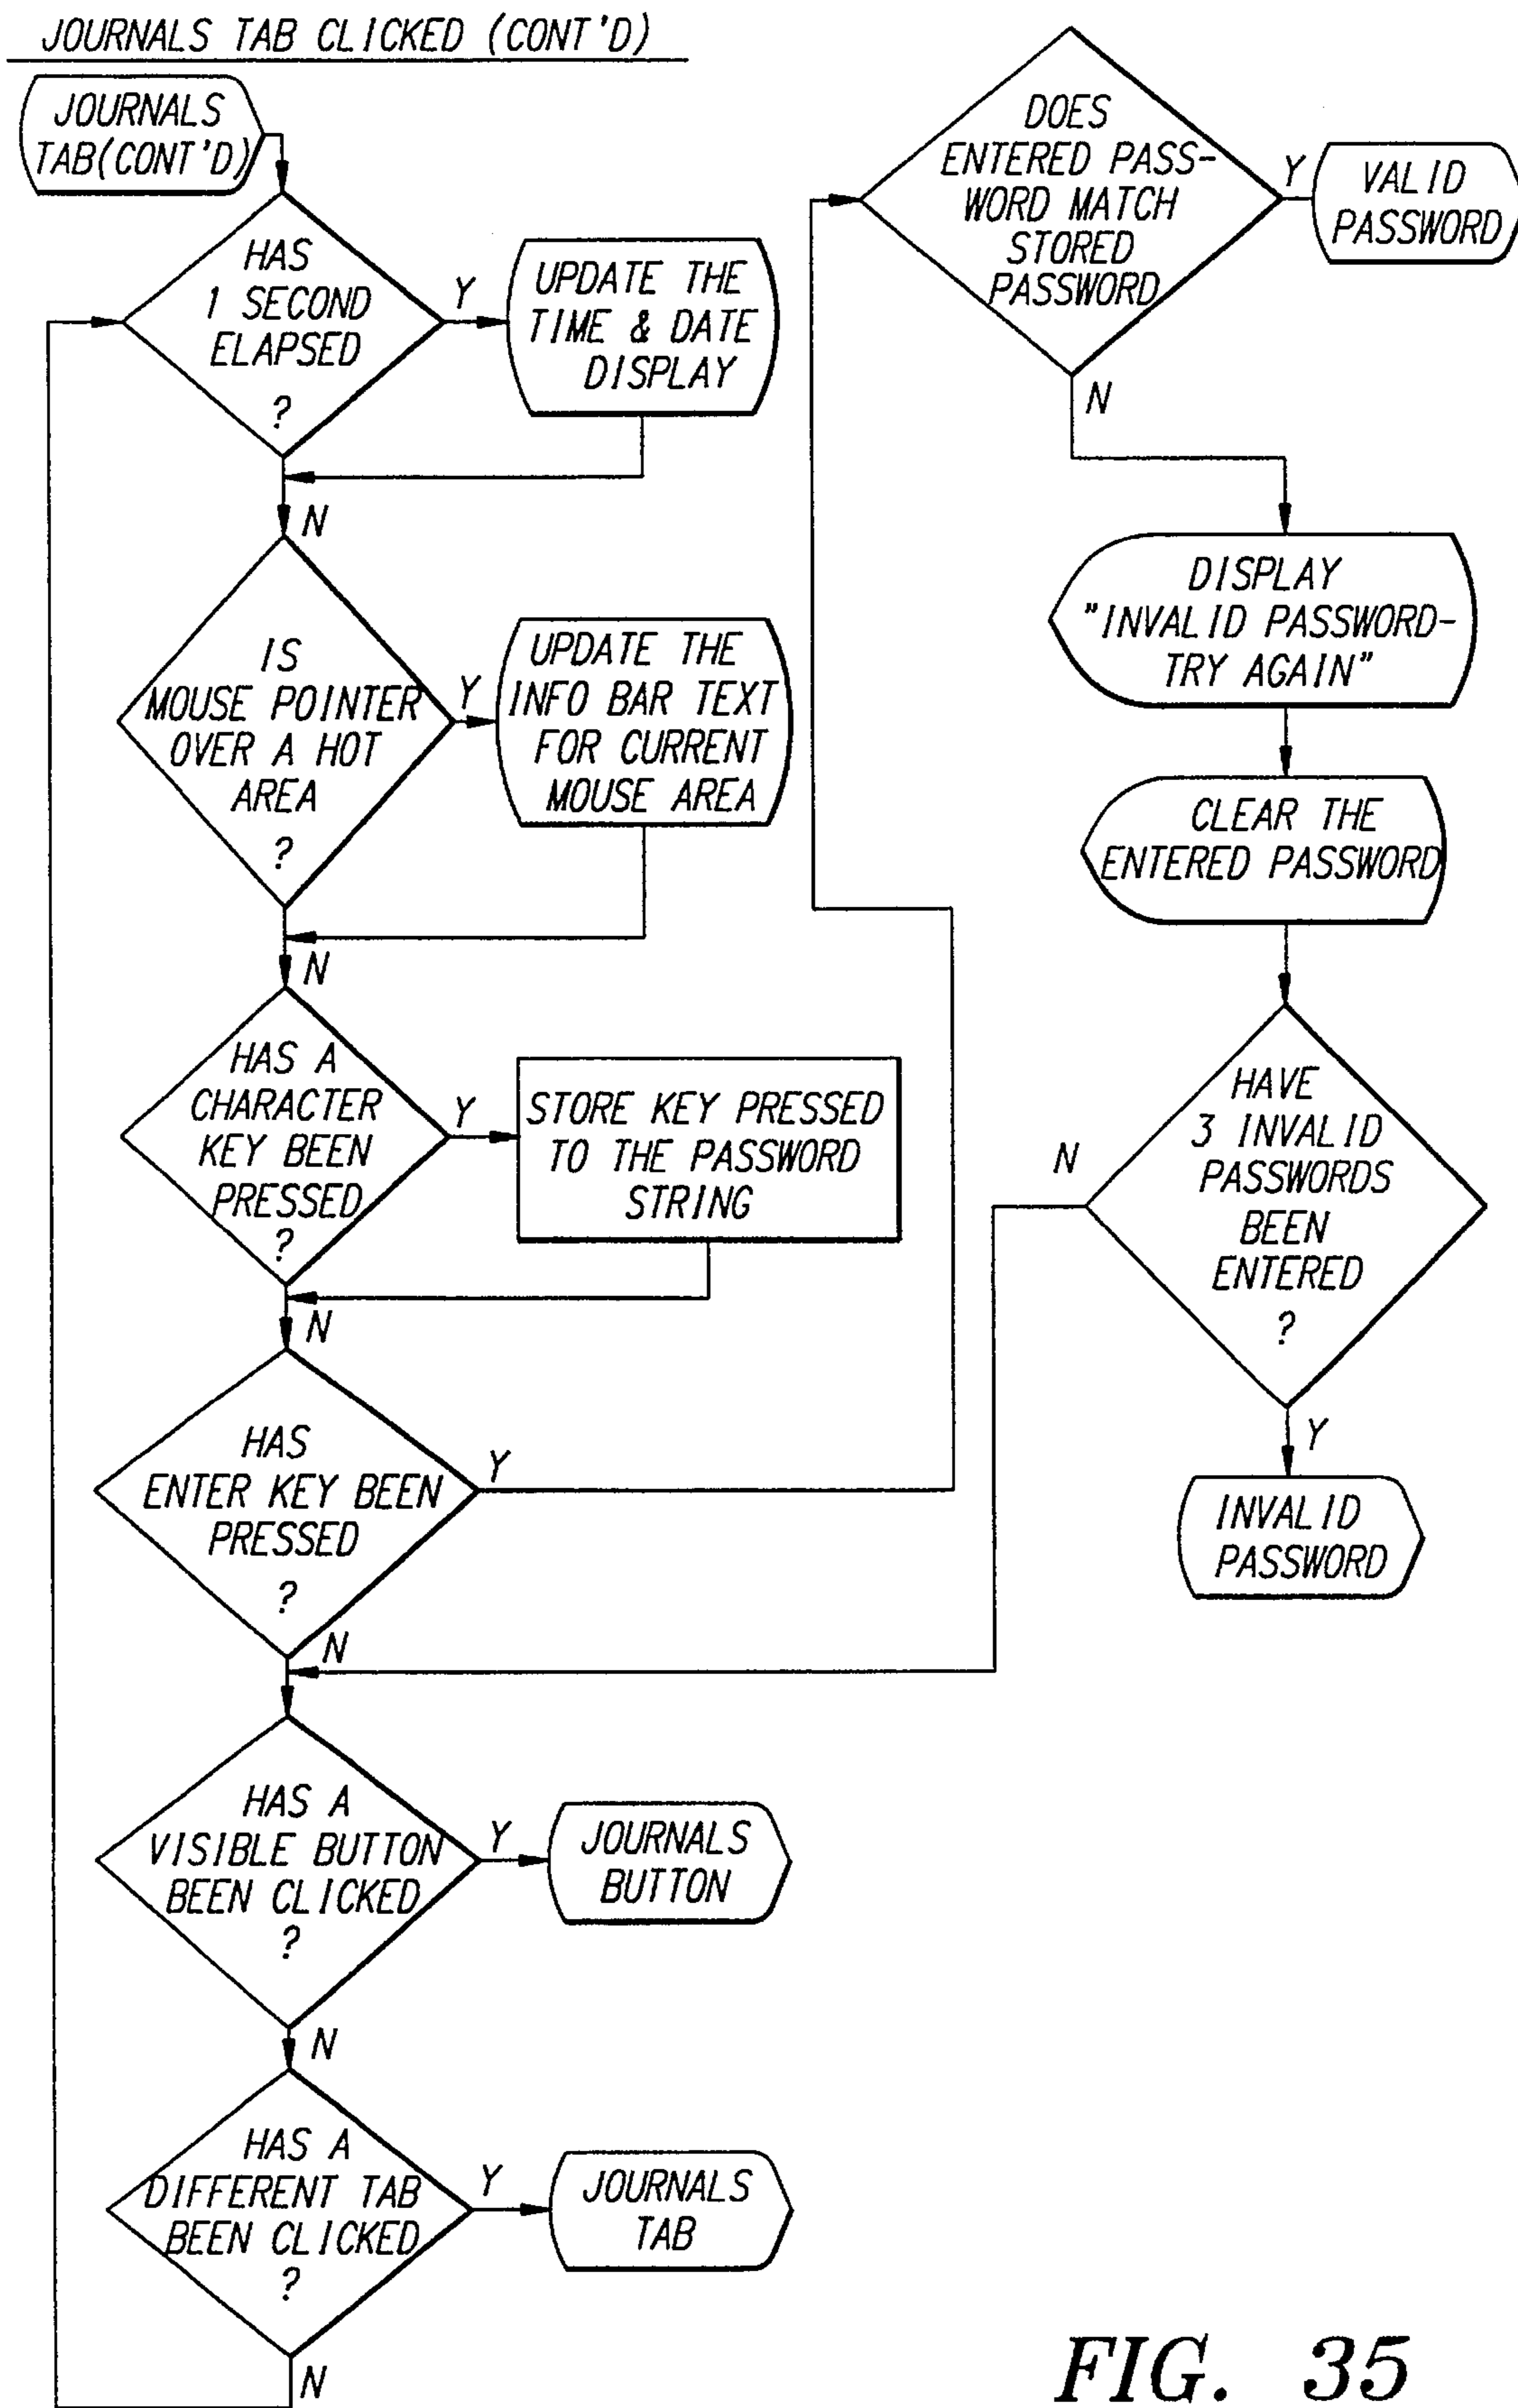 JOURNALS TAB CLICKED (CONT'D)
JOURNALS
TAB(CONT'D)
HAS
1 SECOND
ELAPSED
?
Y
UPDATE THE
TIME & DATE
DISPLAY
N
IS
MOUSE POINTER
OVER A HOT
AREA
?
Y
UPDATE THE
INFO BAR TEXT
FOR CURRENT
MOUSE AREA
N
HAS A
CHARACTER
KEY BEEN
PRESSED
?
Y
STORE KEY PRESSED
TO THE PASSWORD
STRING
N
HAS
ENTER KEY BEEN
PRESSED
?
Y
N
HAS A
VISIBLE BUTTON
BEEN CLICKED
?
Y
JOURNALS
BUTTON
N
HAS A
DIFFERENT TAB
BEEN CLICKED
?
Y
JOURNALS
TAB
N
DOES
ENTERED PASS-
WORD MATCH
STORED
PASSWORD
Y
VALID
PASSWORD
N
DISPLAY
"INVALID PASSWORD-
TRY AGAIN"
CLEAR THE
ENTERED PASSWORD
HAVE
3 INVALID
PASSWORDS
BEEN
ENTERED
?
N
Y
INVALID
PASSWORD
FIG. 35